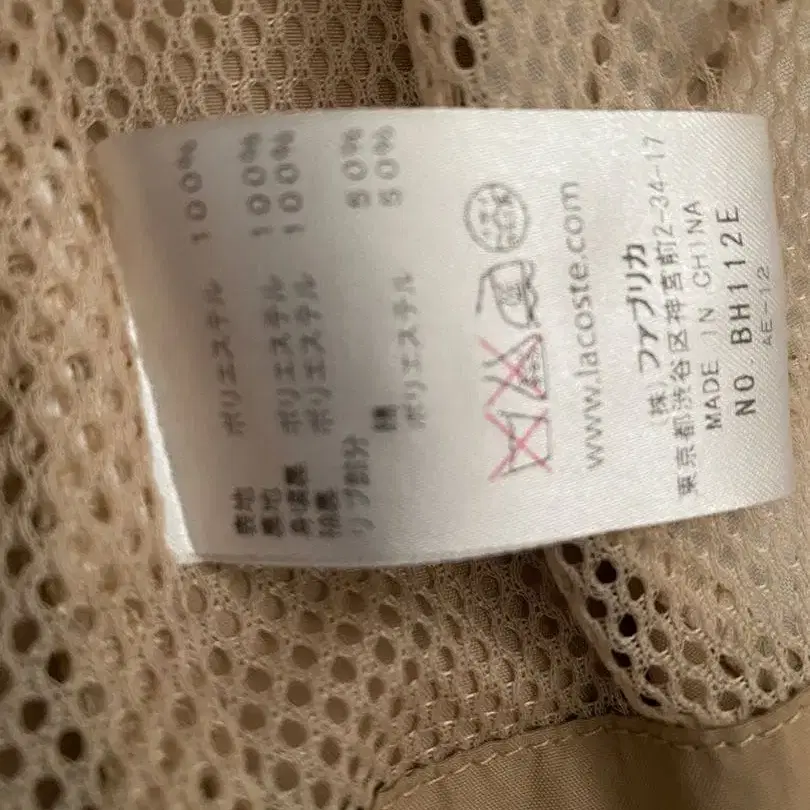 表地 ポリエステル 100%
裏地
身頃裏 ポリエステル 100%
袖裏 ポリエステル 100%
リブ部分
綿 50%
ポリエステル 50%
www.lacoste.com
(株)ファブリカ
東京都渋谷区神宮前2-34-17
MADE IN CHINA
NO BH112E
AE-12